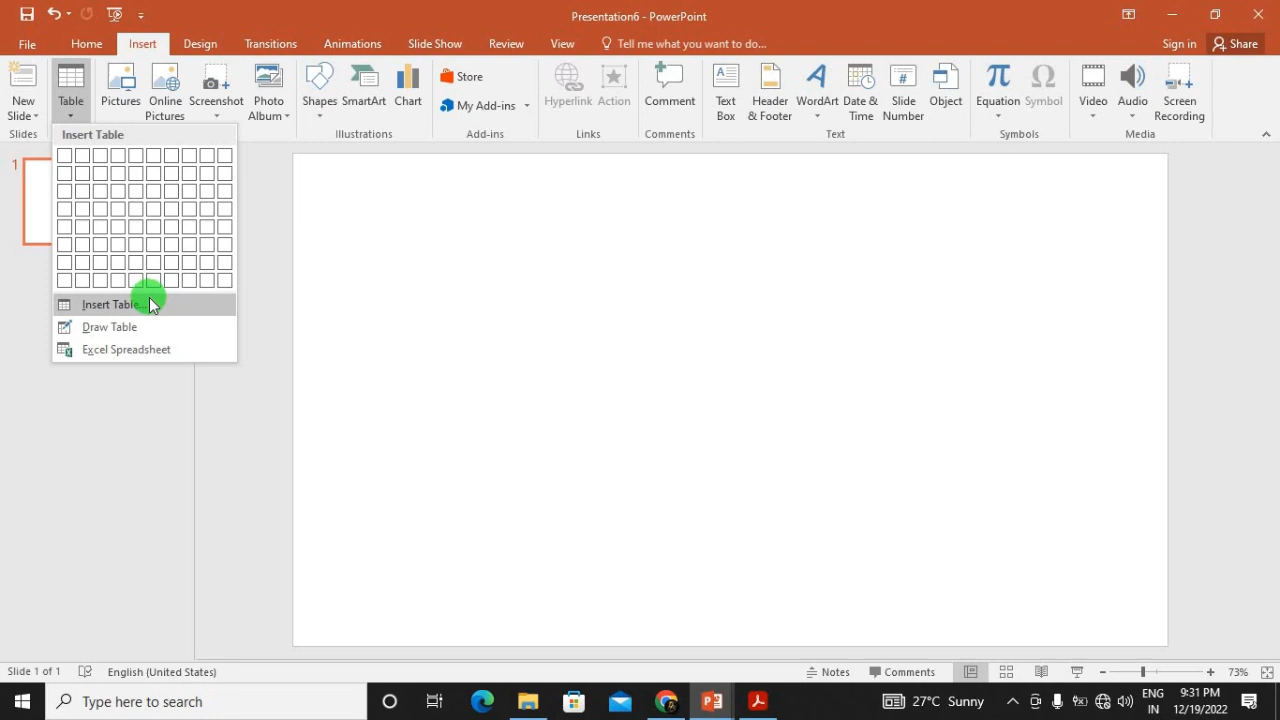 Presentation6 - PowerPoint
File Home Insert Design Transitions Animations Slide Show Review View Tell me what you want to do... Sign in Share
New Slide Table Pictures Online Pictures Screenshot Photo Album Shapes SmartArt Chart Store My Add-ins Hyperlink Action Comment Text Box Header & Footer WordArt Date & Time Slide Number Object Equation Symbol Video Audio Screen Recording
Slides Illustrations Add-ins Links Comments Text Symbols Media
Insert Table
1
Insert Table...
Draw Table
Excel Spreadsheet
Slide 1 of 1 English (United States) Notes Comments 73%
Type here to search 27°C Sunny ENG IN 9:31 PM 12/19/2022